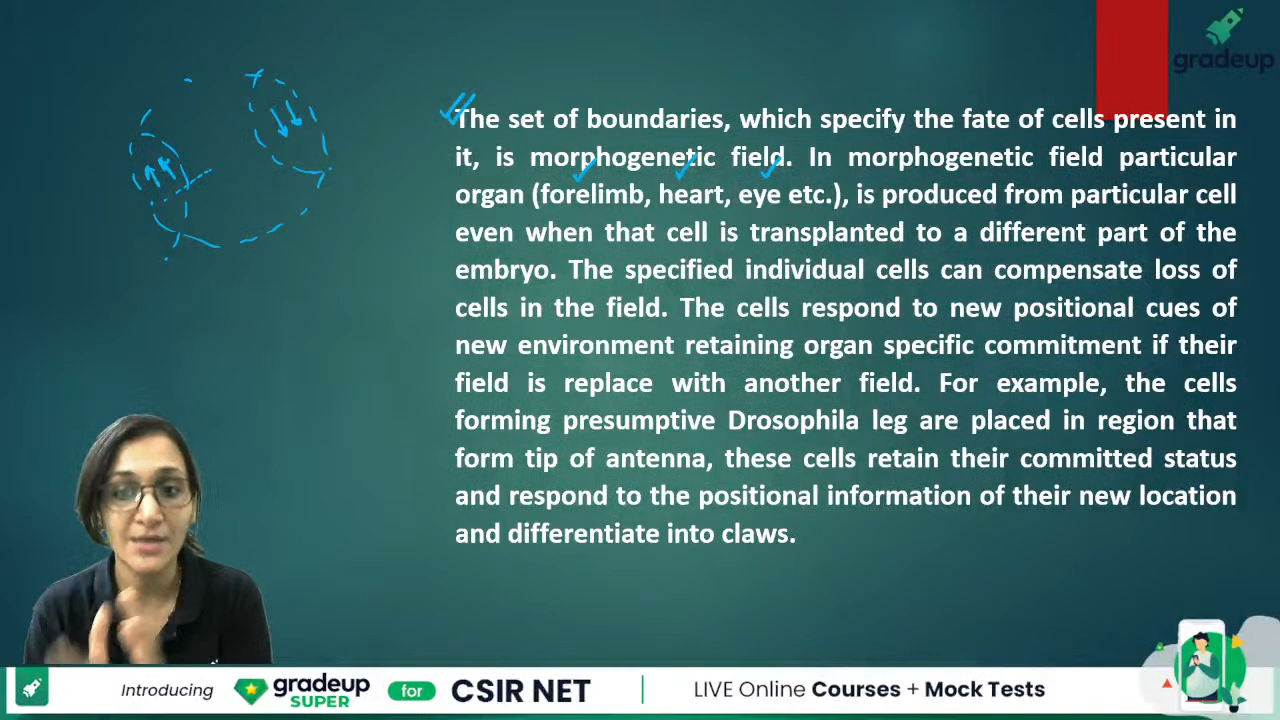 gradeup
The set of boundaries, which specify the fate of cells present in
it, is morphogenetic field. In morphogenetic field particular
organ (forelimb, heart, eye etc.), is produced from particular cell
even when that cell is transplanted to a different part of the
embryo. The specified individual cells can compensate loss of
cells in the field. The cells respond to new positional cues of
new environment retaining organ specific commitment if their
field is replace with another field. For example, the cells
forming presumptive Drosophila leg are placed in region that
form tip of antenna, these cells retain their committed status
and respond to the positional information of their new location
and differentiate into claws.
Introducing gradeup SUPER for CSIR NET LIVE Online Courses + Mock Tests